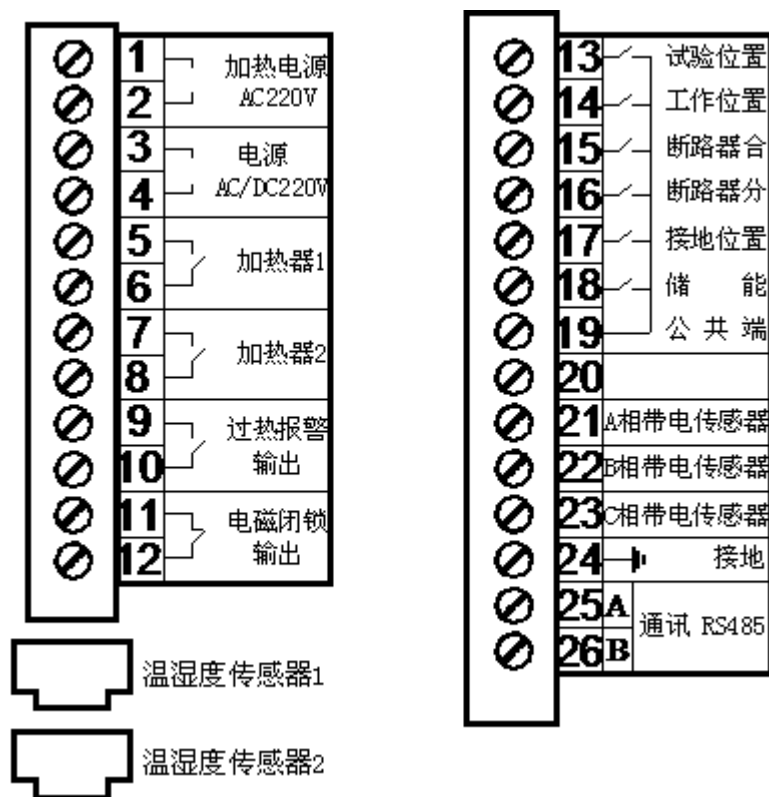 1
加热电源
2
AC220V
3
电源
4
AC/DC220V
5
加热器1
6
7
加热器2
8
9
过热报警
10
输出
11
电磁闭锁
12
输出
温湿度传感器1
温湿度传感器2
13 试验位置
14 工作位置
15 断路器合
16 断路器分
17 接地位置
18 储 能
19 公 共 端
20
21 A相带电传感器
22 B相带电传感器
23 C相带电传感器
24 接地
25 A
通讯 RS485
26 B